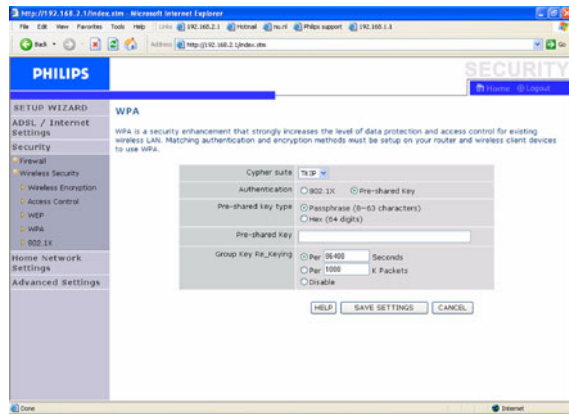 http://192.168.2.1/index.stm - Microsoft Internet Explorer
File Edit View Favorites Tools Help Links 192.168.2.1 Hotmail nu.nl Philips support 192.168.1.1
Back Address http://192.168.2.1/index.stm Go
PHILIPS
SECURITY
Home Logout
SETUP WIZARD
ADSL / Internet
Settings
Security
Firewall
Wireless Security
Wireless Encryption
Access Control
WEP
WPA
802.1X
Home Network
Settings
Advanced Settings
WPA
WPA is a security enhancement that strongly increases the level of data protection and access control for existing
wireless LAN. Matching authentication and encryption methods must be setup on your router and wireless client devices
to use WPA.
Cypher suite TKIP
Authentication 802.1X Pre-shared Key
Pre-shared key type Passphrase (8~63 characters)
Hex (64 digits)
Pre-shared Key
Group Key Re_Keying Per 86400 Seconds
Per 1000 K Packets
Disable
HELP SAVE SETTINGS CANCEL
Done Internet